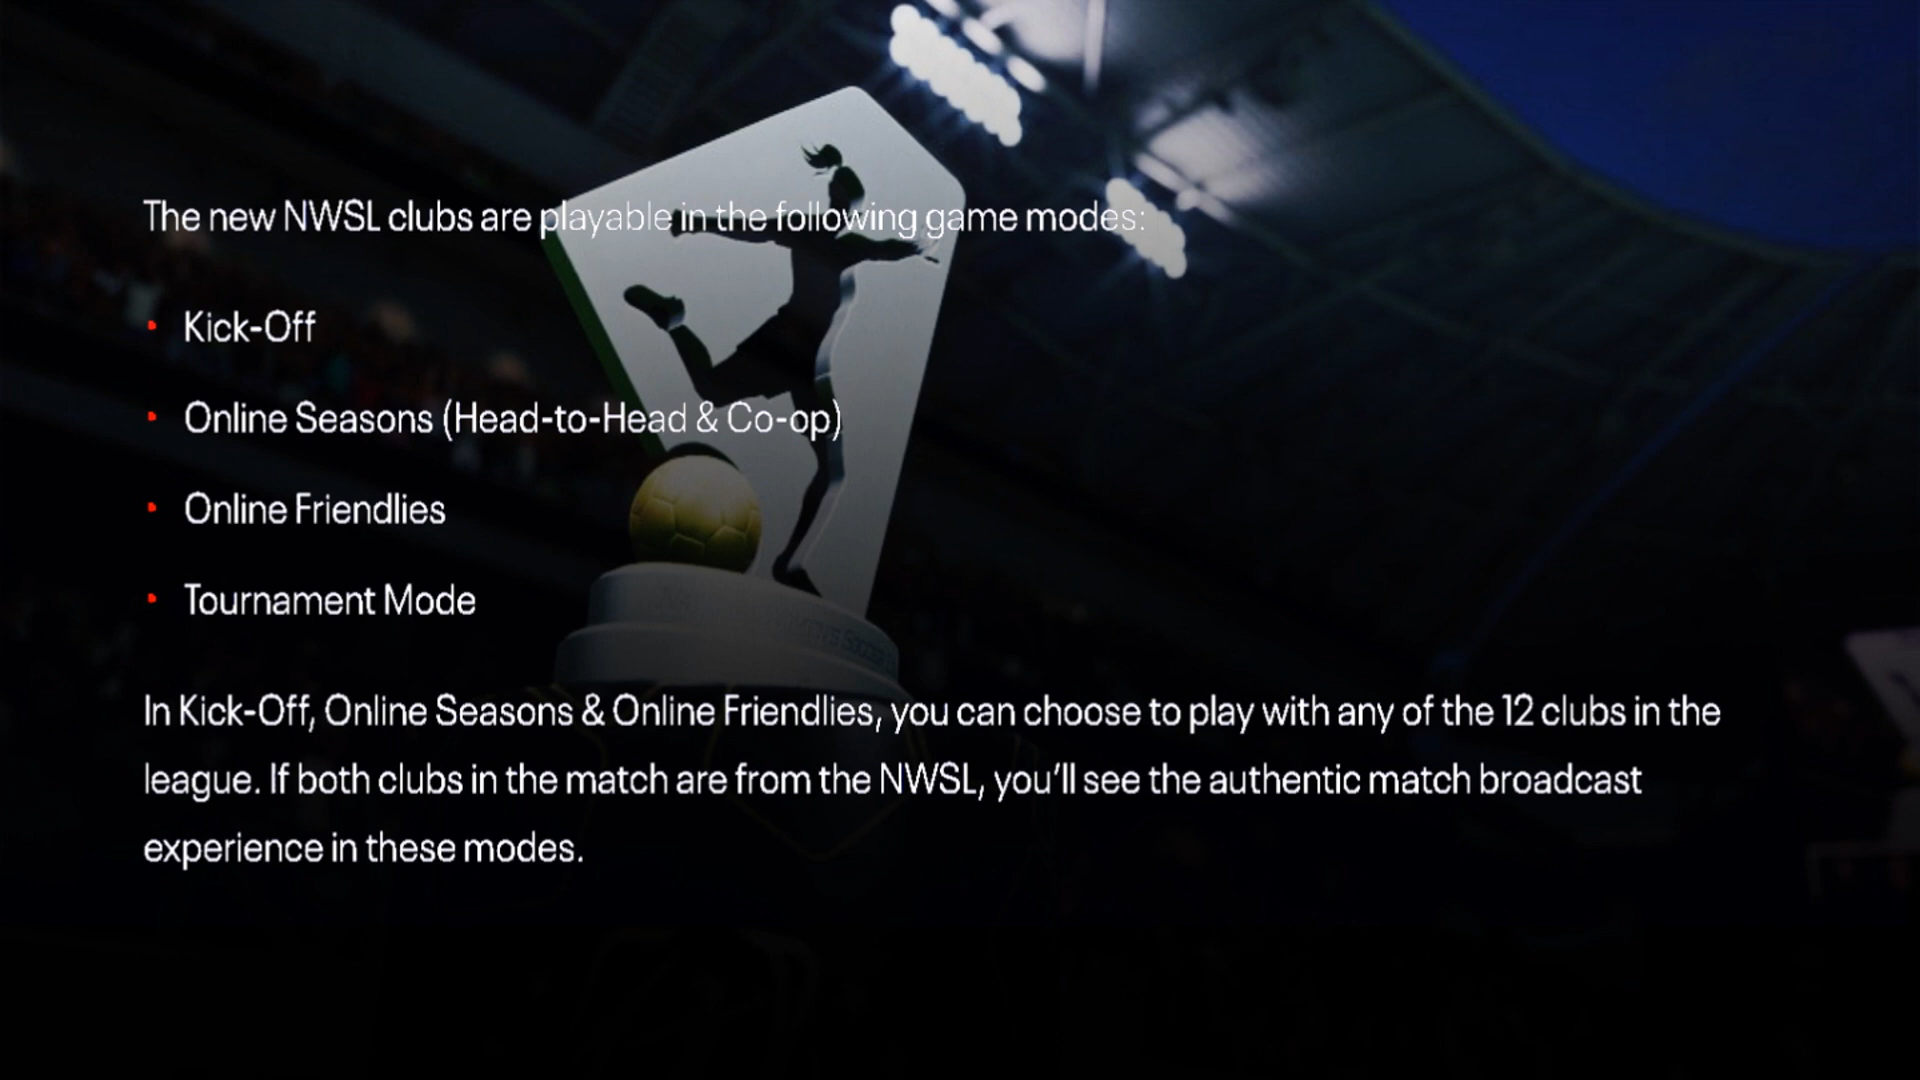 The new NWSL clubs are playable in the following game modes:
• Kick-Off
• Online Seasons (Head-to-Head & Co-op)
• Online Friendlies
• Tournament Mode
In Kick-Off, Online Seasons & Online Friendlies, you can choose to play with any of the 12 clubs in the
league. If both clubs in the match are from the NWSL, you’ll see the authentic match broadcast
experience in these modes.